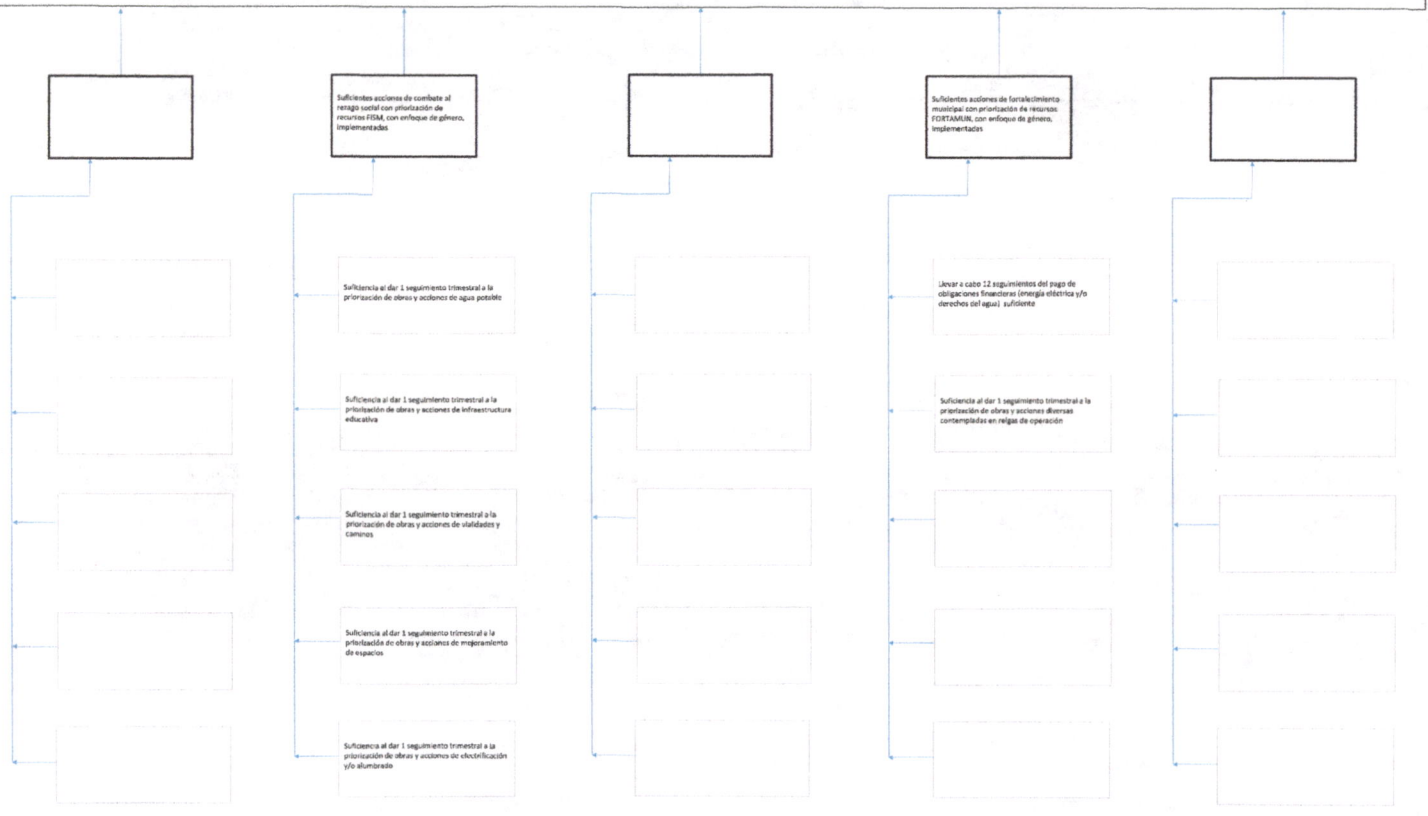 Suficientes acciones de combate al
rezago social con priorización de
recursos FISM, con enfoque de género,
implementadas
Suficientes acciones de fortalecimiento
municipal con priorización de recursos
FORTAMUN, con enfoque de género,
implementadas
Suficiencia al dar 1 seguimiento trimestral a la
priorización de obras y acciones de agua potable
Llevar a cabo 12 seguimientos del pago de
obligaciones financieras (energía eléctrica y/o
derechos del agua) suficiente
Suficiencia al dar 1 seguimiento trimestral a la
priorización de obras y acciones de infraestructura
educativa
Suficiencia al dar 1 seguimiento trimestral a la
priorización de obras y acciones diversas
contempladas en relgas de operación
Suficiencia al dar 1 seguimiento trimestral a la
priorización de obras y acciones de vialidades y
caminos
Suficiencia al dar 1 seguimiento trimestral a la
priorización de obras y acciones de mejoramiento
de espacios
Suficiencia al dar 1 seguimiento trimestral a la
priorización de obras y acciones de electrificación
y/o alumbrado